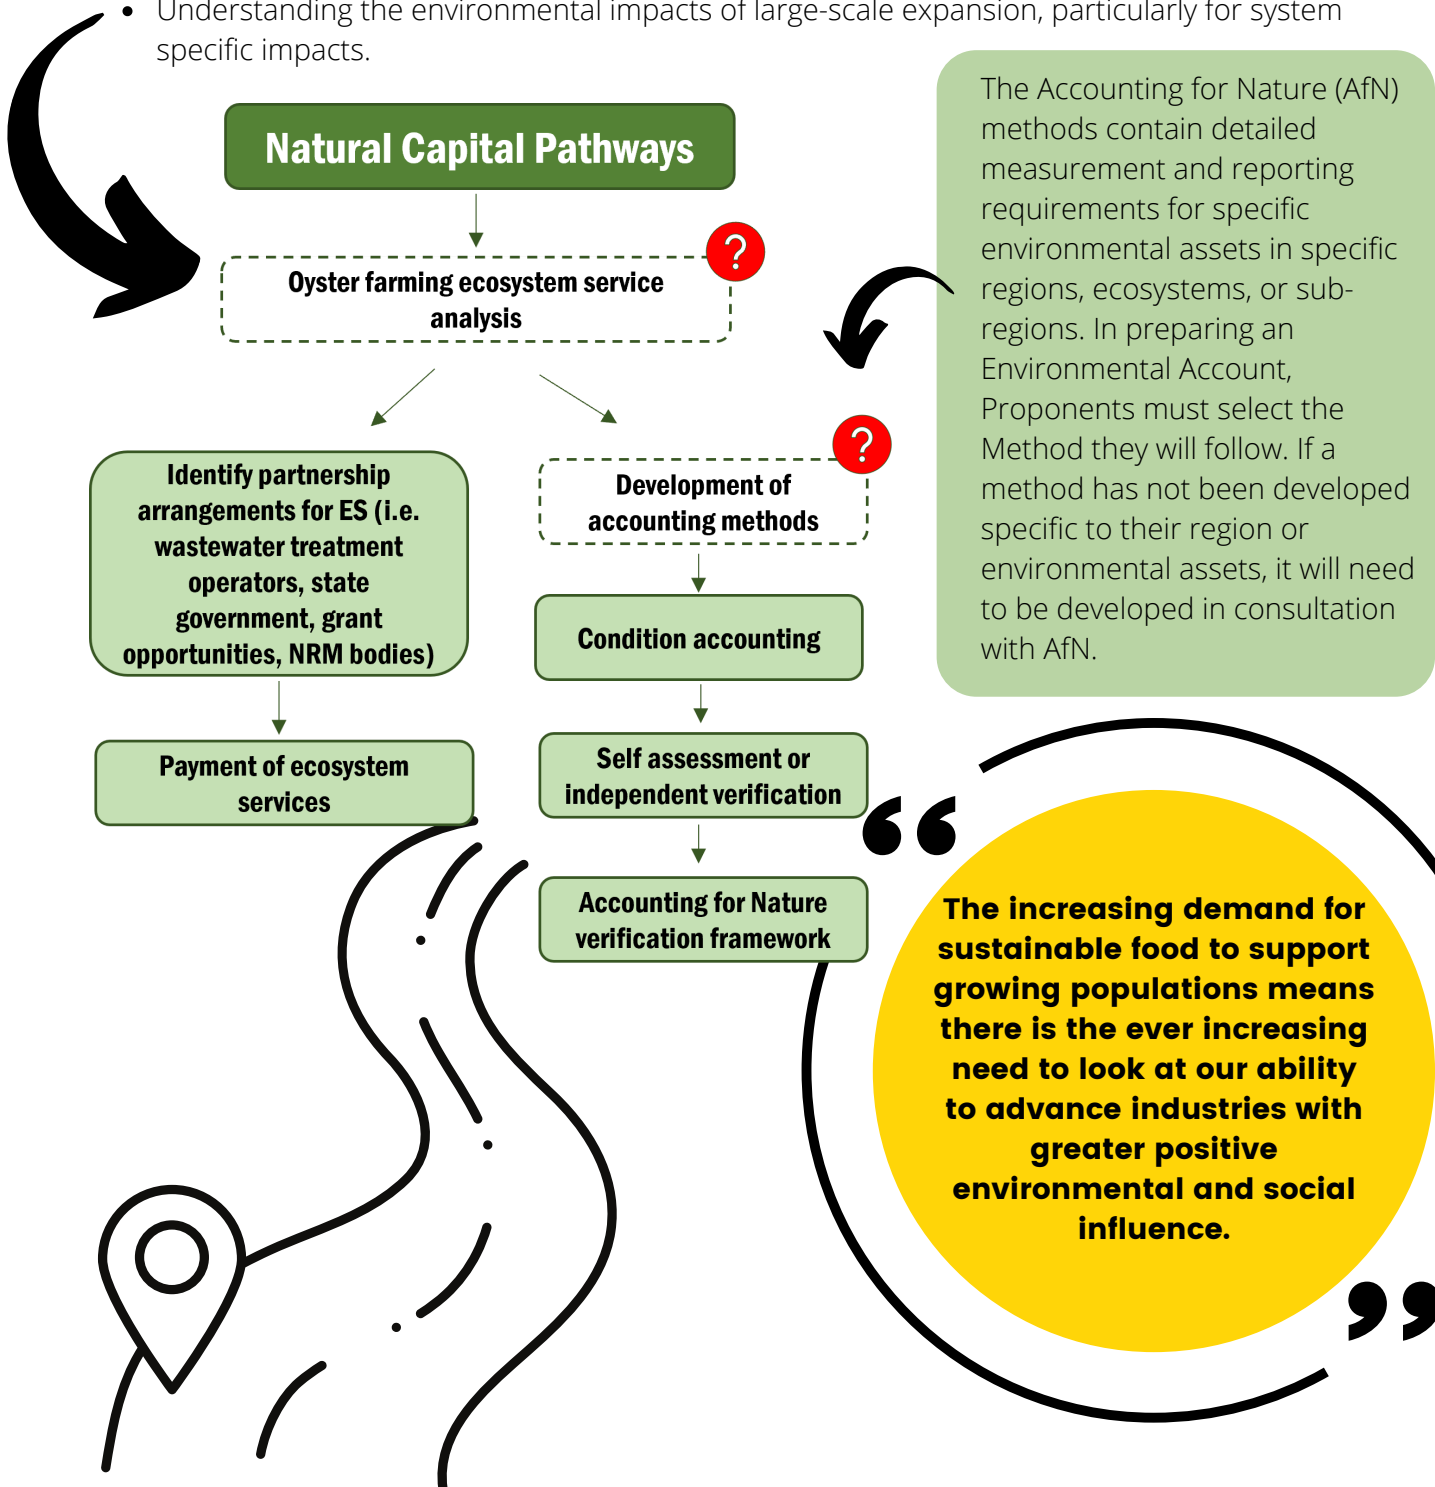 • Understanding the environmental impacts of large-scale expansion, particularly for system
specific impacts.
Natural Capital Pathways
?
Oyster farming ecosystem service
analysis
The Accounting for Nature (AfN)
methods contain detailed
measurement and reporting
requirements for specific
environmental assets in specific
regions, ecosystems, or sub-
regions. In preparing an
Environmental Account,
Proponents must select the
Method they will follow. If a
method has not been developed
specific to their region or
environmental assets, it will need
to be developed in consultation
with AfN.
Identify partnership
arrangements for ES (i.e.
wastewater treatment
operators, state
government, grant
opportunities, NRM bodies)
Payment of ecosystem
services
?
Development of
accounting methods
Condition accounting
Self assessment or
independent verification
Accounting for Nature
verification framework
“
The increasing demand for
sustainable food to support
growing populations means
there is the ever increasing
need to look at our ability
to advance industries with
greater positive
environmental and social
influence.
”